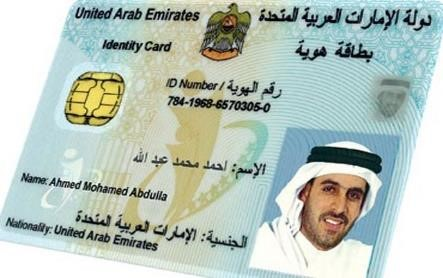 United Arab Emirates دولة الإمارات العربية المتحدة
Identity Card بطاقة هوية
ID Number / رقم الهوية
784-1968-6570305-0
الإسم: احمد محمد عبد الله
Name: Ahmed Mohamed Abdulla
الجنسية: الإمارات العربية المتحدة
Nationality: United Arab Emirates